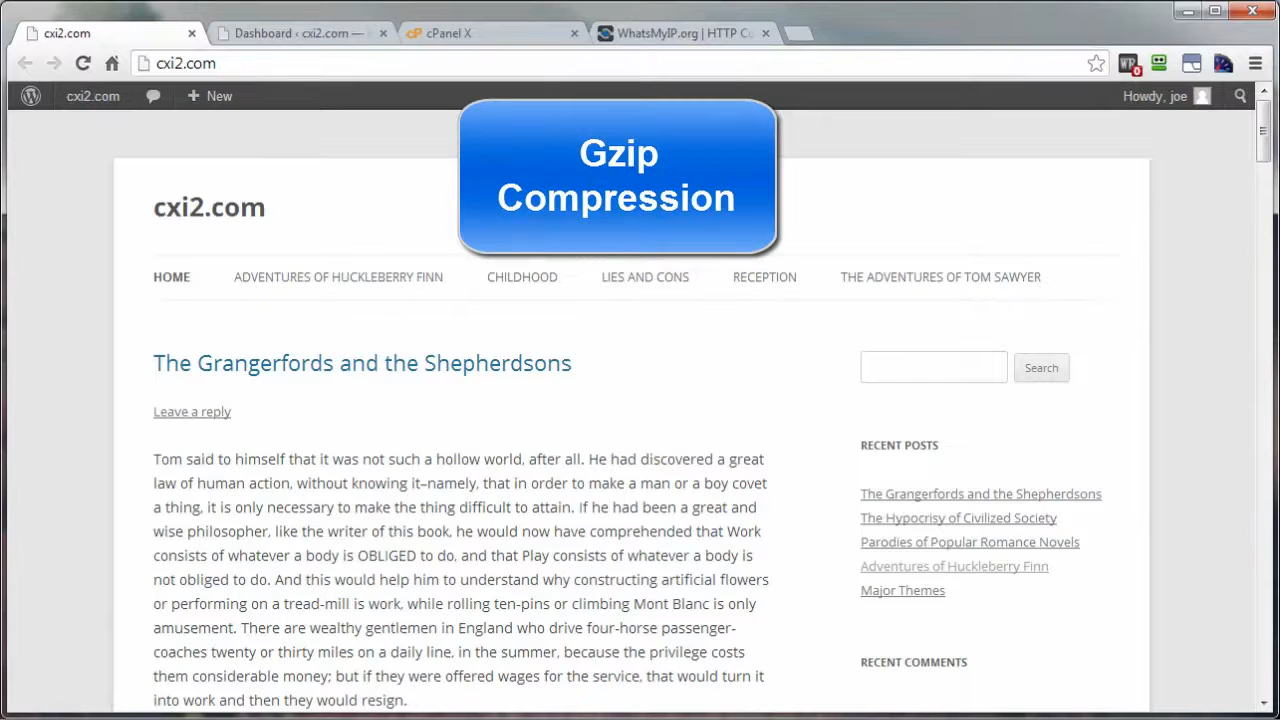 cxi2.com
Dashboard ‹ cxi2.com —
cP cPanel X
WhatsMyIP.org | HTTP Co
cxi2.com
WP 0
cxi2.com
New
Howdy, joe
Gzip
Compression
cxi2.com
HOME
ADVENTURES OF HUCKLEBERRY FINN
CHILDHOOD
LIES AND CONS
RECEPTION
THE ADVENTURES OF TOM SAWYER
The Grangerfords and the Shepherdsons
Leave a reply
Tom said to himself that it was not such a hollow world, after all. He had discovered a great
law of human action, without knowing it–namely, that in order to make a man or a boy covet
a thing, it is only necessary to make the thing difficult to attain. If he had been a great and
wise philosopher, like the writer of this book, he would now have comprehended that Work
consists of whatever a body is OBLIGED to do, and that Play consists of whatever a body is
not obliged to do. And this would help him to understand why constructing artificial flowers
or performing on a tread-mill is work, while rolling ten-pins or climbing Mont Blanc is only
amusement. There are wealthy gentlemen in England who drive four-horse passenger-
coaches twenty or thirty miles on a daily line, in the summer, because the privilege costs
them considerable money; but if they were offered wages for the service, that would turn it
into work and then they would resign.
Search
RECENT POSTS
The Grangerfords and the Shepherdsons
The Hypocrisy of Civilized Society
Parodies of Popular Romance Novels
Adventures of Huckleberry Finn
Major Themes
RECENT COMMENTS